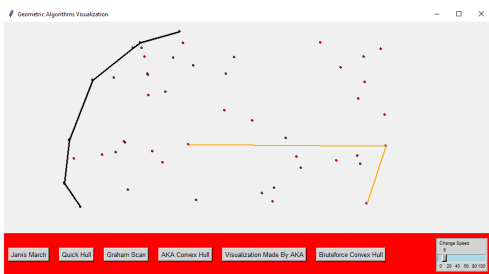 Geometric Algorithms Visualization
Change Speed
9
Jarvis March Quick Hull Graham Scan AKA Convex Hull Visualization Made By AKA Bruteforce Convex Hull
0 20 40 60 80 100